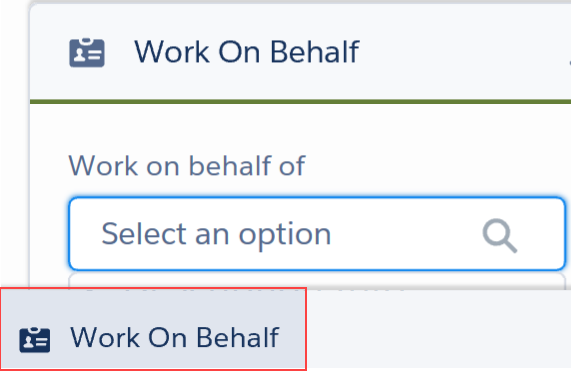 Work On Behalf
Work on behalf of
Select an option
Work On Behalf